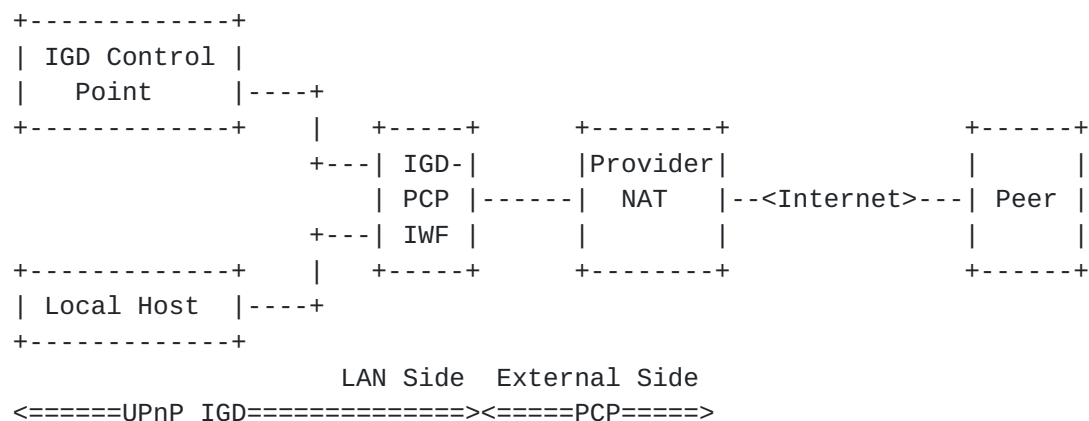 +-------------+
| IGD Control |
|   Point     |----+
+-------------+    |   +-----+      +--------+               +------+
                   +---| IGD-|      |Provider|               |      |
                       | PCP |------|  NAT   |--<Internet>---| Peer |
                   +---| IWF |      |        |               |      |
+-------------+    |   +-----+      +--------+               +------+
| Local Host  |----+
+-------------+
                     LAN Side  External Side
<======UPnP IGD==============><=====PCP=====>